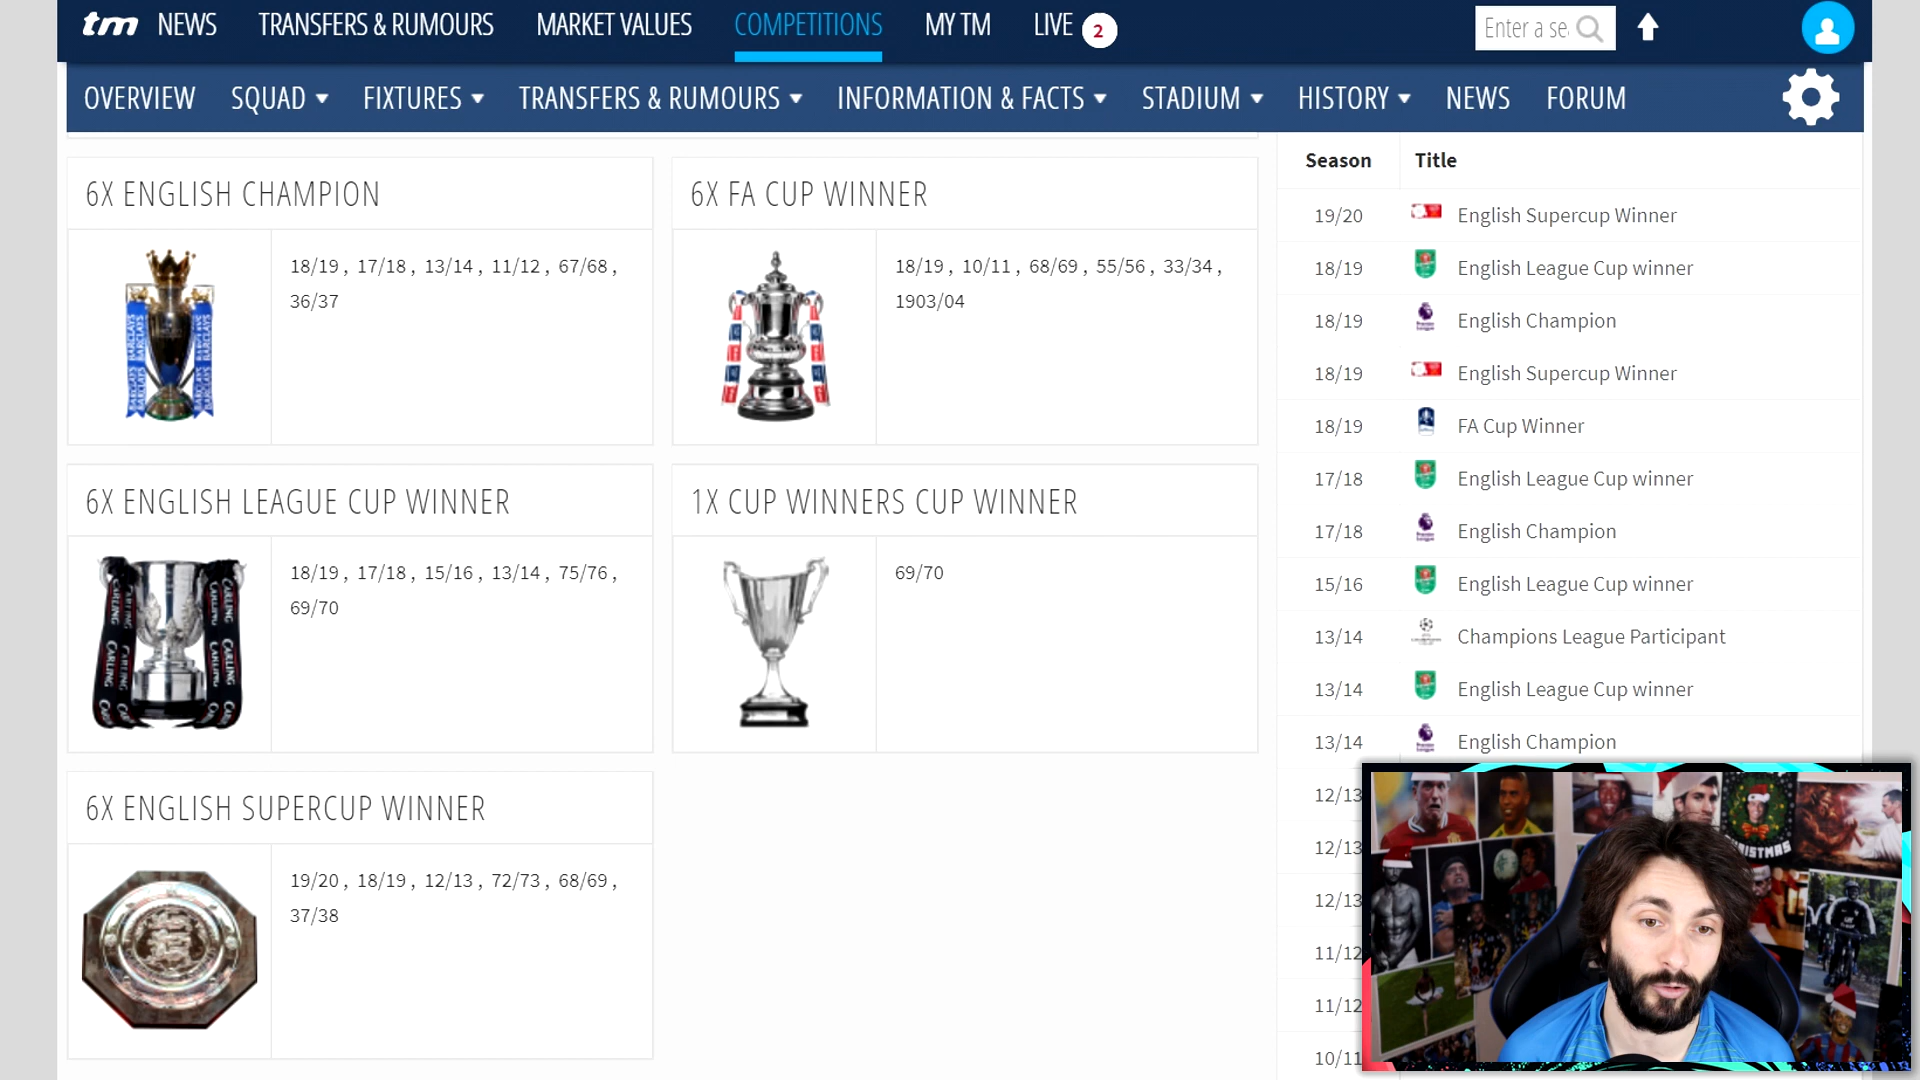 tm NEWS TRANSFERS & RUMOURS MARKET VALUES COMPETITIONS MY TM LIVE 2 Enter a se
OVERVIEW SQUAD FIXTURES TRANSFERS & RUMOURS INFORMATION & FACTS STADIUM HISTORY NEWS FORUM
6X ENGLISH CHAMPION
18/19 , 17/18 , 13/14 , 11/12 , 67/68 ,
36/37
BARCLAYS BARCLAYS
6X FA CUP WINNER
18/19 , 10/11 , 68/69 , 55/56 , 33/34 ,
1903/04
6X ENGLISH LEAGUE CUP WINNER
18/19 , 17/18 , 15/16 , 13/14 , 75/76 ,
69/70
CARLING CARLING
CARLING CARLING
1X CUP WINNERS CUP WINNER
69/70
6X ENGLISH SUPERCUP WINNER
19/20 , 18/19 , 12/13 , 72/73 , 68/69 ,
37/38
Season Title
19/20 English Supercup Winner
18/19 English League Cup winner
18/19 English Champion
18/19 English Supercup Winner
18/19 FA Cup Winner
17/18 English League Cup winner
17/18 English Champion
15/16 English League Cup winner
13/14 Champions League Participant
13/14 English League Cup winner
13/14 English Champion
12/13
12/13
12/13
11/12
11/12
10/11